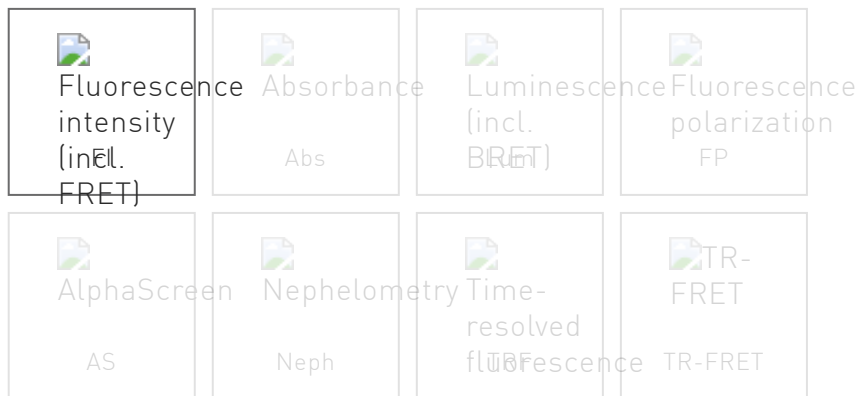 Fluorescence
intensity
(incl.
FRET)
FI
Absorbance
Abs
Luminescence
(incl.
BRET)
Lum
Fluorescence
polarization
FP
AlphaScreen
AS
Nephelometry
Neph
Time-
resolved
fluorescence
TRF
TR-
FRET
TR-FRET